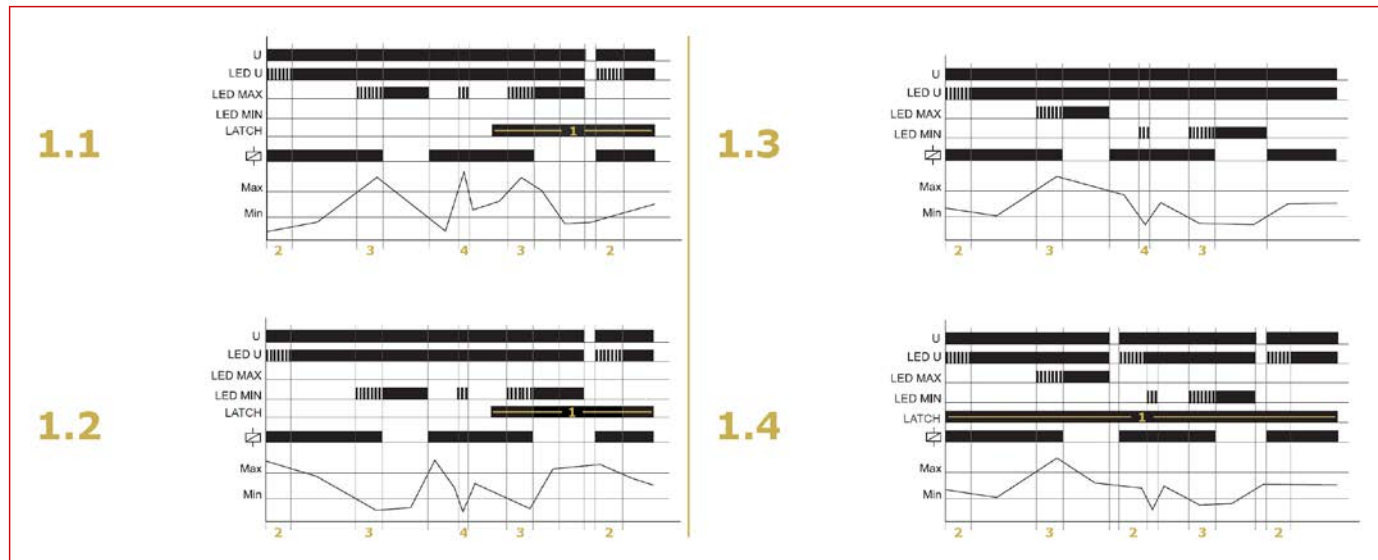 1.1
U
LED U
LED MAX
LED MIN
LATCH
1
Max
Min
2 3 4 3 2
1.3
U
LED U
LED MAX
LED MIN
Max
Min
2 3 4 3
1.2
U
LED U
LED MAX
LED MIN
LATCH
1
Max
Min
2 3 4 3 2
1.4
U
LED U
LED MAX
LED MIN
LATCH
1
Max
Min
2 3 2 3 2